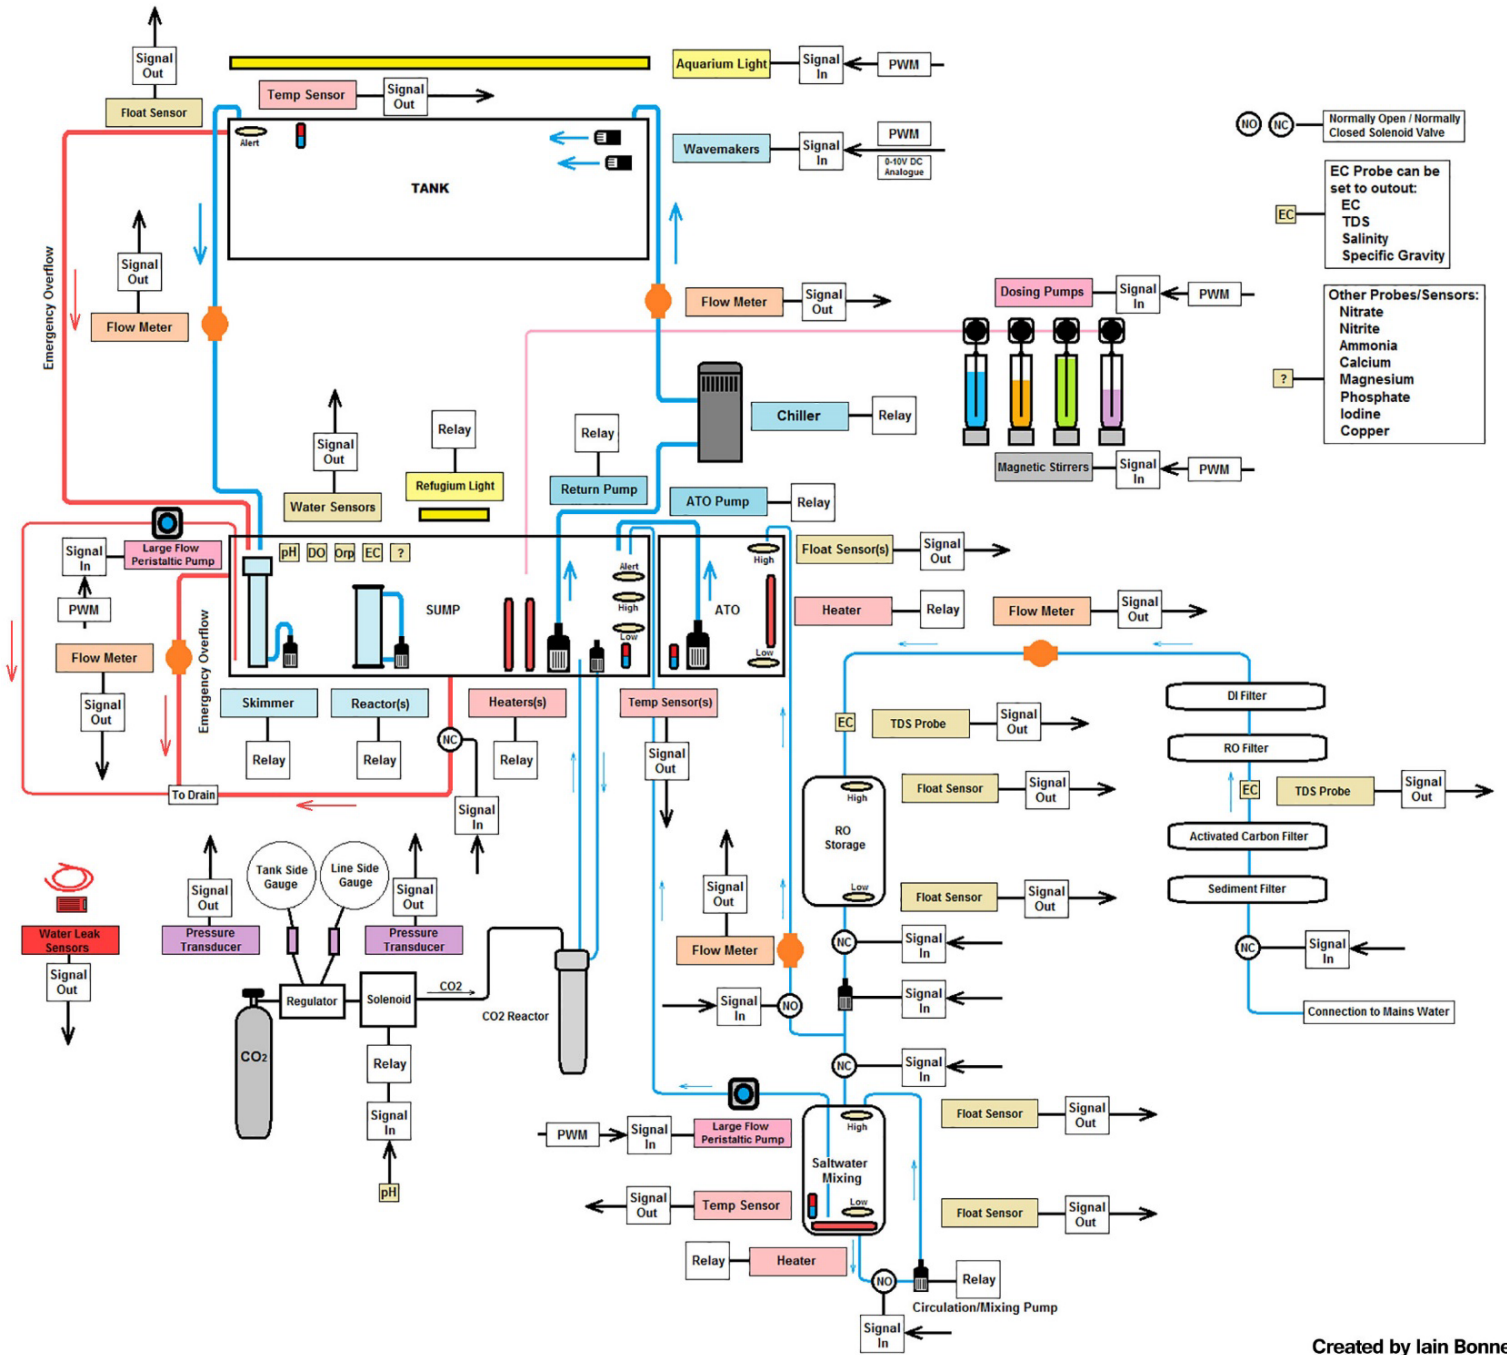 Signal
Out
Float Sensor
Temp Sensor
Signal
Out
Aquarium Light
Signal
In
PWM
Alert
TANK
Wavemakers
Signal
In
PWM
0-10V DC
Analogue
NO
NC
Normally Open / Normally
Closed Solenoid Valve
EC
EC Probe can be
set to outout:
EC
TDS
Salinity
Specific Gravity
?
Other Probes/Sensors:
Nitrate
Nitrite
Ammonia
Calcium
Magnesium
Phosphate
Iodine
Copper
Emergency Overflow
Signal
Out
Flow Meter
Flow Meter
Signal
Out
Dosing Pumps
Signal
In
PWM
Magnetic Stirrers
Signal
In
PWM
Chiller
Relay
Signal
Out
Water Sensors
Relay
Refugium Light
Relay
Return Pump
ATO Pump
Relay
Signal
In
Large Flow
Peristaltic Pump
PWM
Flow Meter
Signal
Out
Emergency Overflow
pH
DO
Orp
EC
?
SUMP
Alert
High
Low
High
ATO
Low
Float Sensor(s)
Signal
Out
Heater
Relay
Flow Meter
Signal
Out
Skimmer
Relay
Reactor(s)
Relay
NC
Signal
In
Heaters(s)
Relay
Temp Sensor(s)
Signal
Out
To Drain
EC
TDS Probe
Signal
Out
DI Filter
RO Filter
EC
TDS Probe
Signal
Out
Activated Carbon Filter
Sediment Filter
NC
Signal
In
Connection to Mains Water
High
RO
Storage
Low
Float Sensor
Signal
Out
Float Sensor
Signal
Out
Water Leak
Sensors
Signal
Out
Signal
Out
Pressure
Transducer
Tank Side
Gauge
Line Side
Gauge
Signal
Out
Pressure
Transducer
Regulator
Solenoid
CO2
CO2
CO2 Reactor
Relay
Signal
In
pH
Signal
Out
Flow Meter
Signal
In
NO
NC
Signal
In
Signal
In
NC
Signal
In
PWM
Signal
In
Large Flow
Peristaltic Pump
High
Saltwater
Mixing
Low
Float Sensor
Signal
Out
Float Sensor
Signal
Out
Signal
Out
Temp Sensor
Relay
Heater
NO
Relay
Circulation/Mixing Pump
Signal
In
Created by Iain Bonne